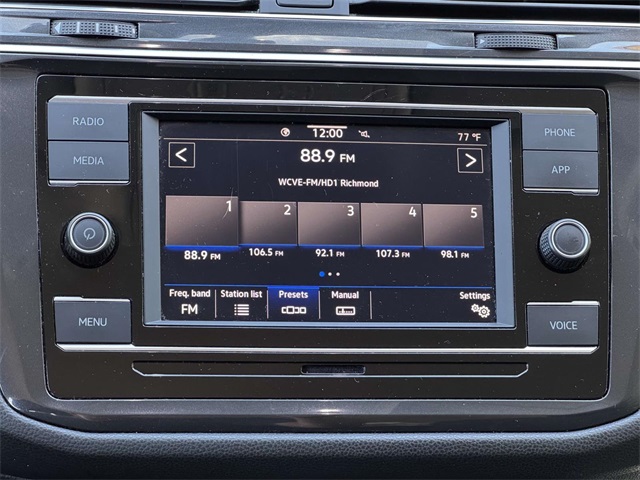 RADIO
MEDIA
MENU
PHONE
APP
VOICE
12:00
77 °F
< 88.9 FM >
WCVE-FM/HD1 Richmond
1 2 3 4 5
88.9 FM 106.5 FM 92.1 FM 107.3 FM 98.1 FM
Freq. band Station list Presets Manual Settings
FM